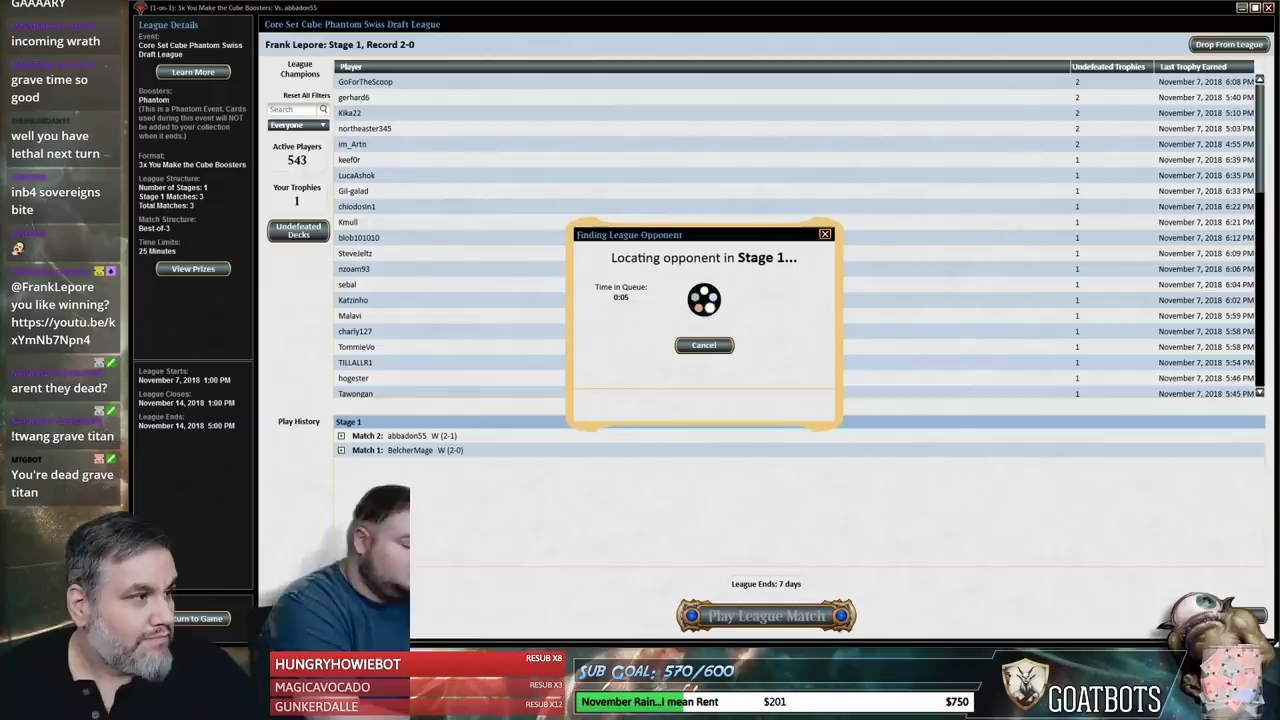 (1-on-1): 3x You Make the Cube Boosters: Vs. abbadon55
GAAAARY
incoming wrath
grave time so
good
well you have
lethal next turn
inb4 sovereigns
bite
@FrankLepore
you like winning?
https://youtu.be/k
xYmNb7Npn4
arent they dead?
!twang grave titan
MTGBOT
You're dead grave
titan
League Details
Event:
Core Set Cube Phantom Swiss
Draft League
Learn More
Boosters:
Phantom
(This is a Phantom Event. Cards
used during this event will NOT
be added to your collection
when it ends.)
Format:
3x You Make the Cube Boosters
League Structure:
Number of Stages: 1
Stage 1 Matches: 3
Total Matches: 3
Match Structure:
Best-of-3
Time Limits:
25 Minutes
View Prizes
League Starts:
November 7, 2018 1:00 PM
League Closes:
November 14, 2018 1:00 PM
League Ends:
November 14, 2018 5:00 PM
urn to Game
Core Set Cube Phantom Swiss Draft League
Frank Lepore: Stage 1, Record 2-0
Drop From League
League
Champions
Reset All Filters
Search
Everyone
Active Players
543
Your Trophies
1
Undefeated
Decks
Player Undefeated Trophies Last Trophy Earned
GoForTheScoop 2 November 7, 2018 6:08 PM
gerhard6 2 November 7, 2018 5:40 PM
Kika22 2 November 7, 2018 5:10 PM
northeaster345 2 November 7, 2018 5:03 PM
im_Artn 2 November 7, 2018 4:55 PM
keef0r 1 November 7, 2018 6:39 PM
LucaAshok 1 November 7, 2018 6:35 PM
Gil-galad 1 November 7, 2018 6:33 PM
chiodosin1 1 November 7, 2018 6:21 PM
Kmull 1 November 7, 2018 6:21 PM
blob101010 1 November 7, 2018 6:12 PM
SteveJeltz 1 November 7, 2018 6:09 PM
nzoam93 1 November 7, 2018 6:06 PM
sebal 1 November 7, 2018 6:04 PM
Katzinho 1 November 7, 2018 6:02 PM
Malavi 1 November 7, 2018 5:59 PM
charly127 1 November 7, 2018 5:58 PM
TommieVo 1 November 7, 2018 5:58 PM
TILLALLR1 1 November 7, 2018 5:54 PM
hogester 1 November 7, 2018 5:46 PM
Tawongan 1 November 7, 2018 5:45 PM
Finding League Opponent
Locating opponent in Stage 1...
Time in Queue:
0:05
Cancel
Play History
Stage 1
Match 2: abbadon55 W (2-1)
Match 1: BelcherMage W (2-0)
League Ends: 7 days
Play League Match
HUNGRYHOWIEBOT RESUB X8
MAGICAVOCADO RESUB X3
GUNKERDALLE RESUB X12
SUB GOAL: 570/600
November Rain...I mean Rent $201 $750
GOATBOTS